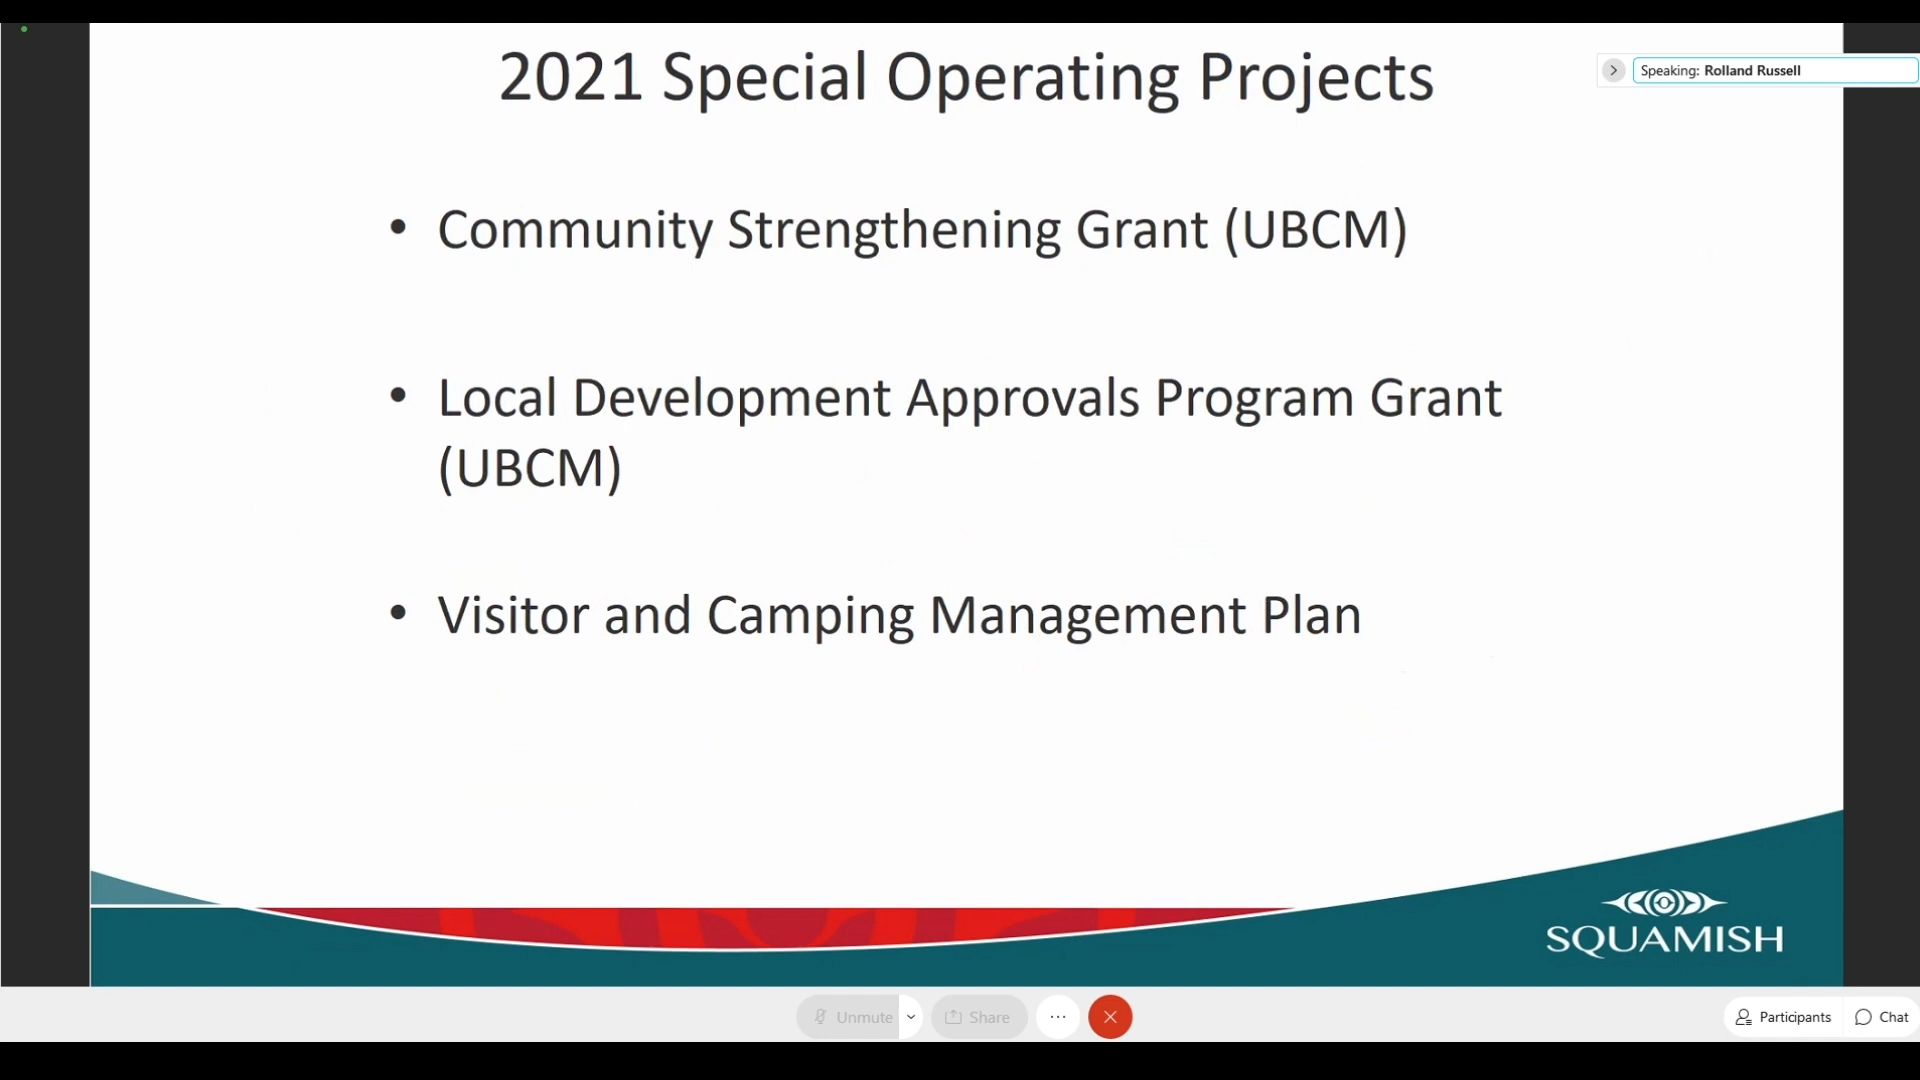 2021 Special Operating Projects
Speaking: Rolland Russell
• Community Strengthening Grant (UBCM)
• Local Development Approvals Program Grant
(UBCM)
• Visitor and Camping Management Plan
SQUAMISH
Unmute
Share
Participants
Chat